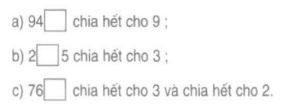 a) 94□ chia hết cho 9 ;
b) 2□5 chia hết cho 3 ;
c) 76□ chia hết cho 3 và chia hết cho 2.